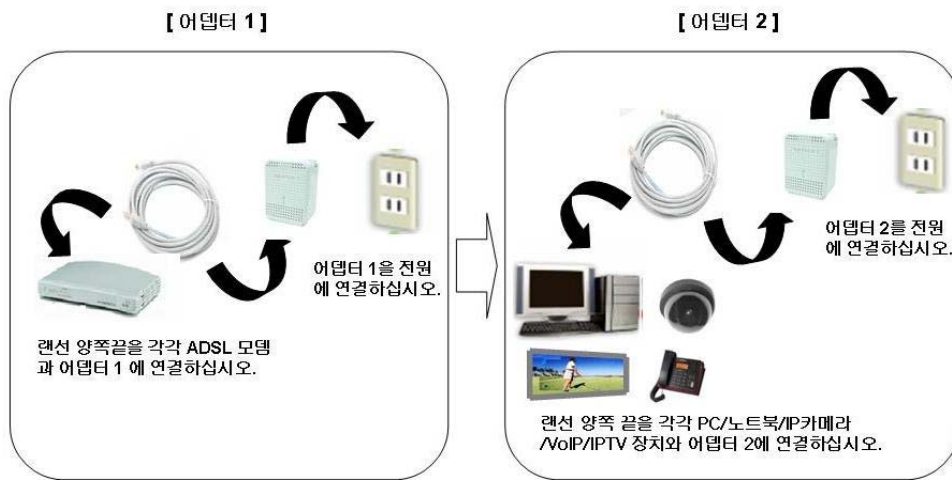 [ 어뎁터 1 ]
어뎁터 1을 전원
에 연결하십시오.
랜선 양쪽끝을 각각 ADSL 모뎀
과 어뎁터 1 에 연결하십시오.
[ 어뎁터 2 ]
어뎁터 2를 전원
에 연결하십시오.
랜선 양쪽 끝을 각각 PC/노트북/IP카메라
/VoIP/IPTV 장치와 어뎁터 2에 연결하십시오.